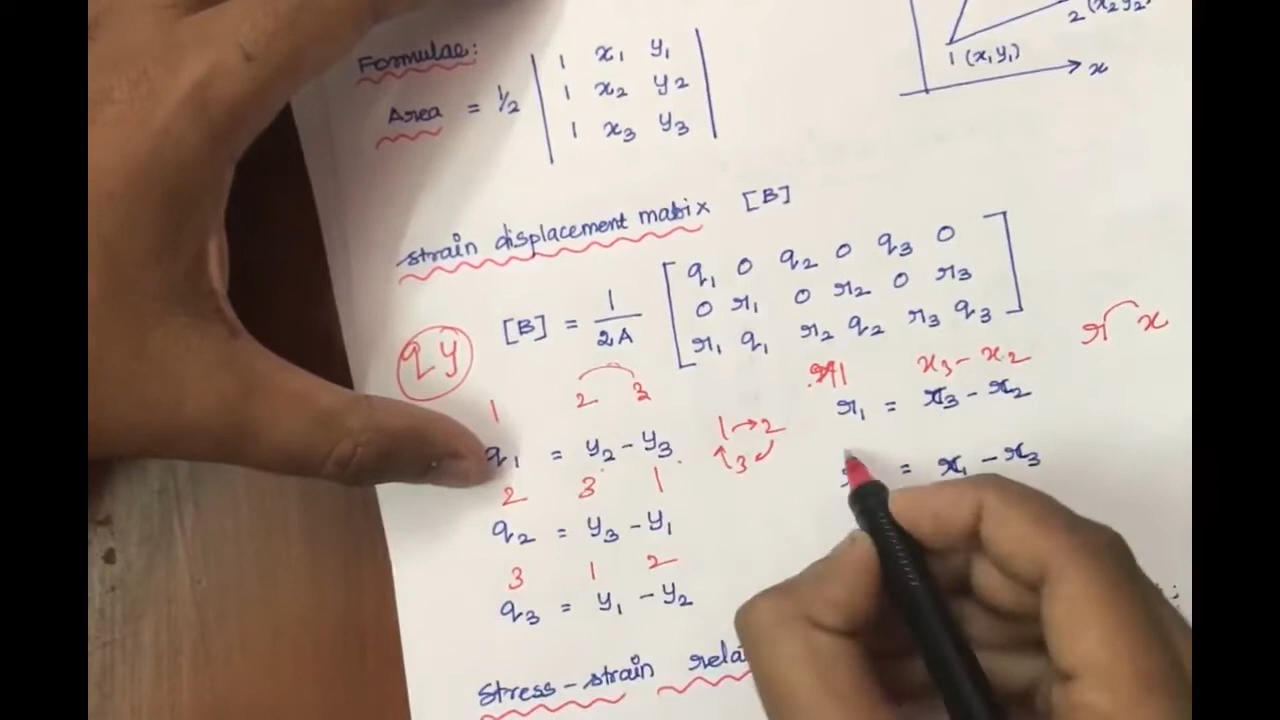 Formulae:
Area = 1/2 | 1 x₁ y₁
1 x₂ y₂
1 x₃ y₃ |
2 (x₂y₂
1 (x₁y₁)
x
strain displacement matrix [B]
[B] = 1/2A [ q₁ 0 q₂ 0 q₃ 0
0 r₁ 0 r₂ 0 r₃
r₁ q₁ r₂ q₂ r₃ q₃ ]
q y
r x
1 2 3
x₃ - x₂
q₁ = y₂ - y₃
1 → 2
3
r₁ = x₃ - x₂
2 3 1
q₂ = y₃ - y₁
= x₁ - x₃
3 1 2
q₃ = y₁ - y₂
Stress - strain